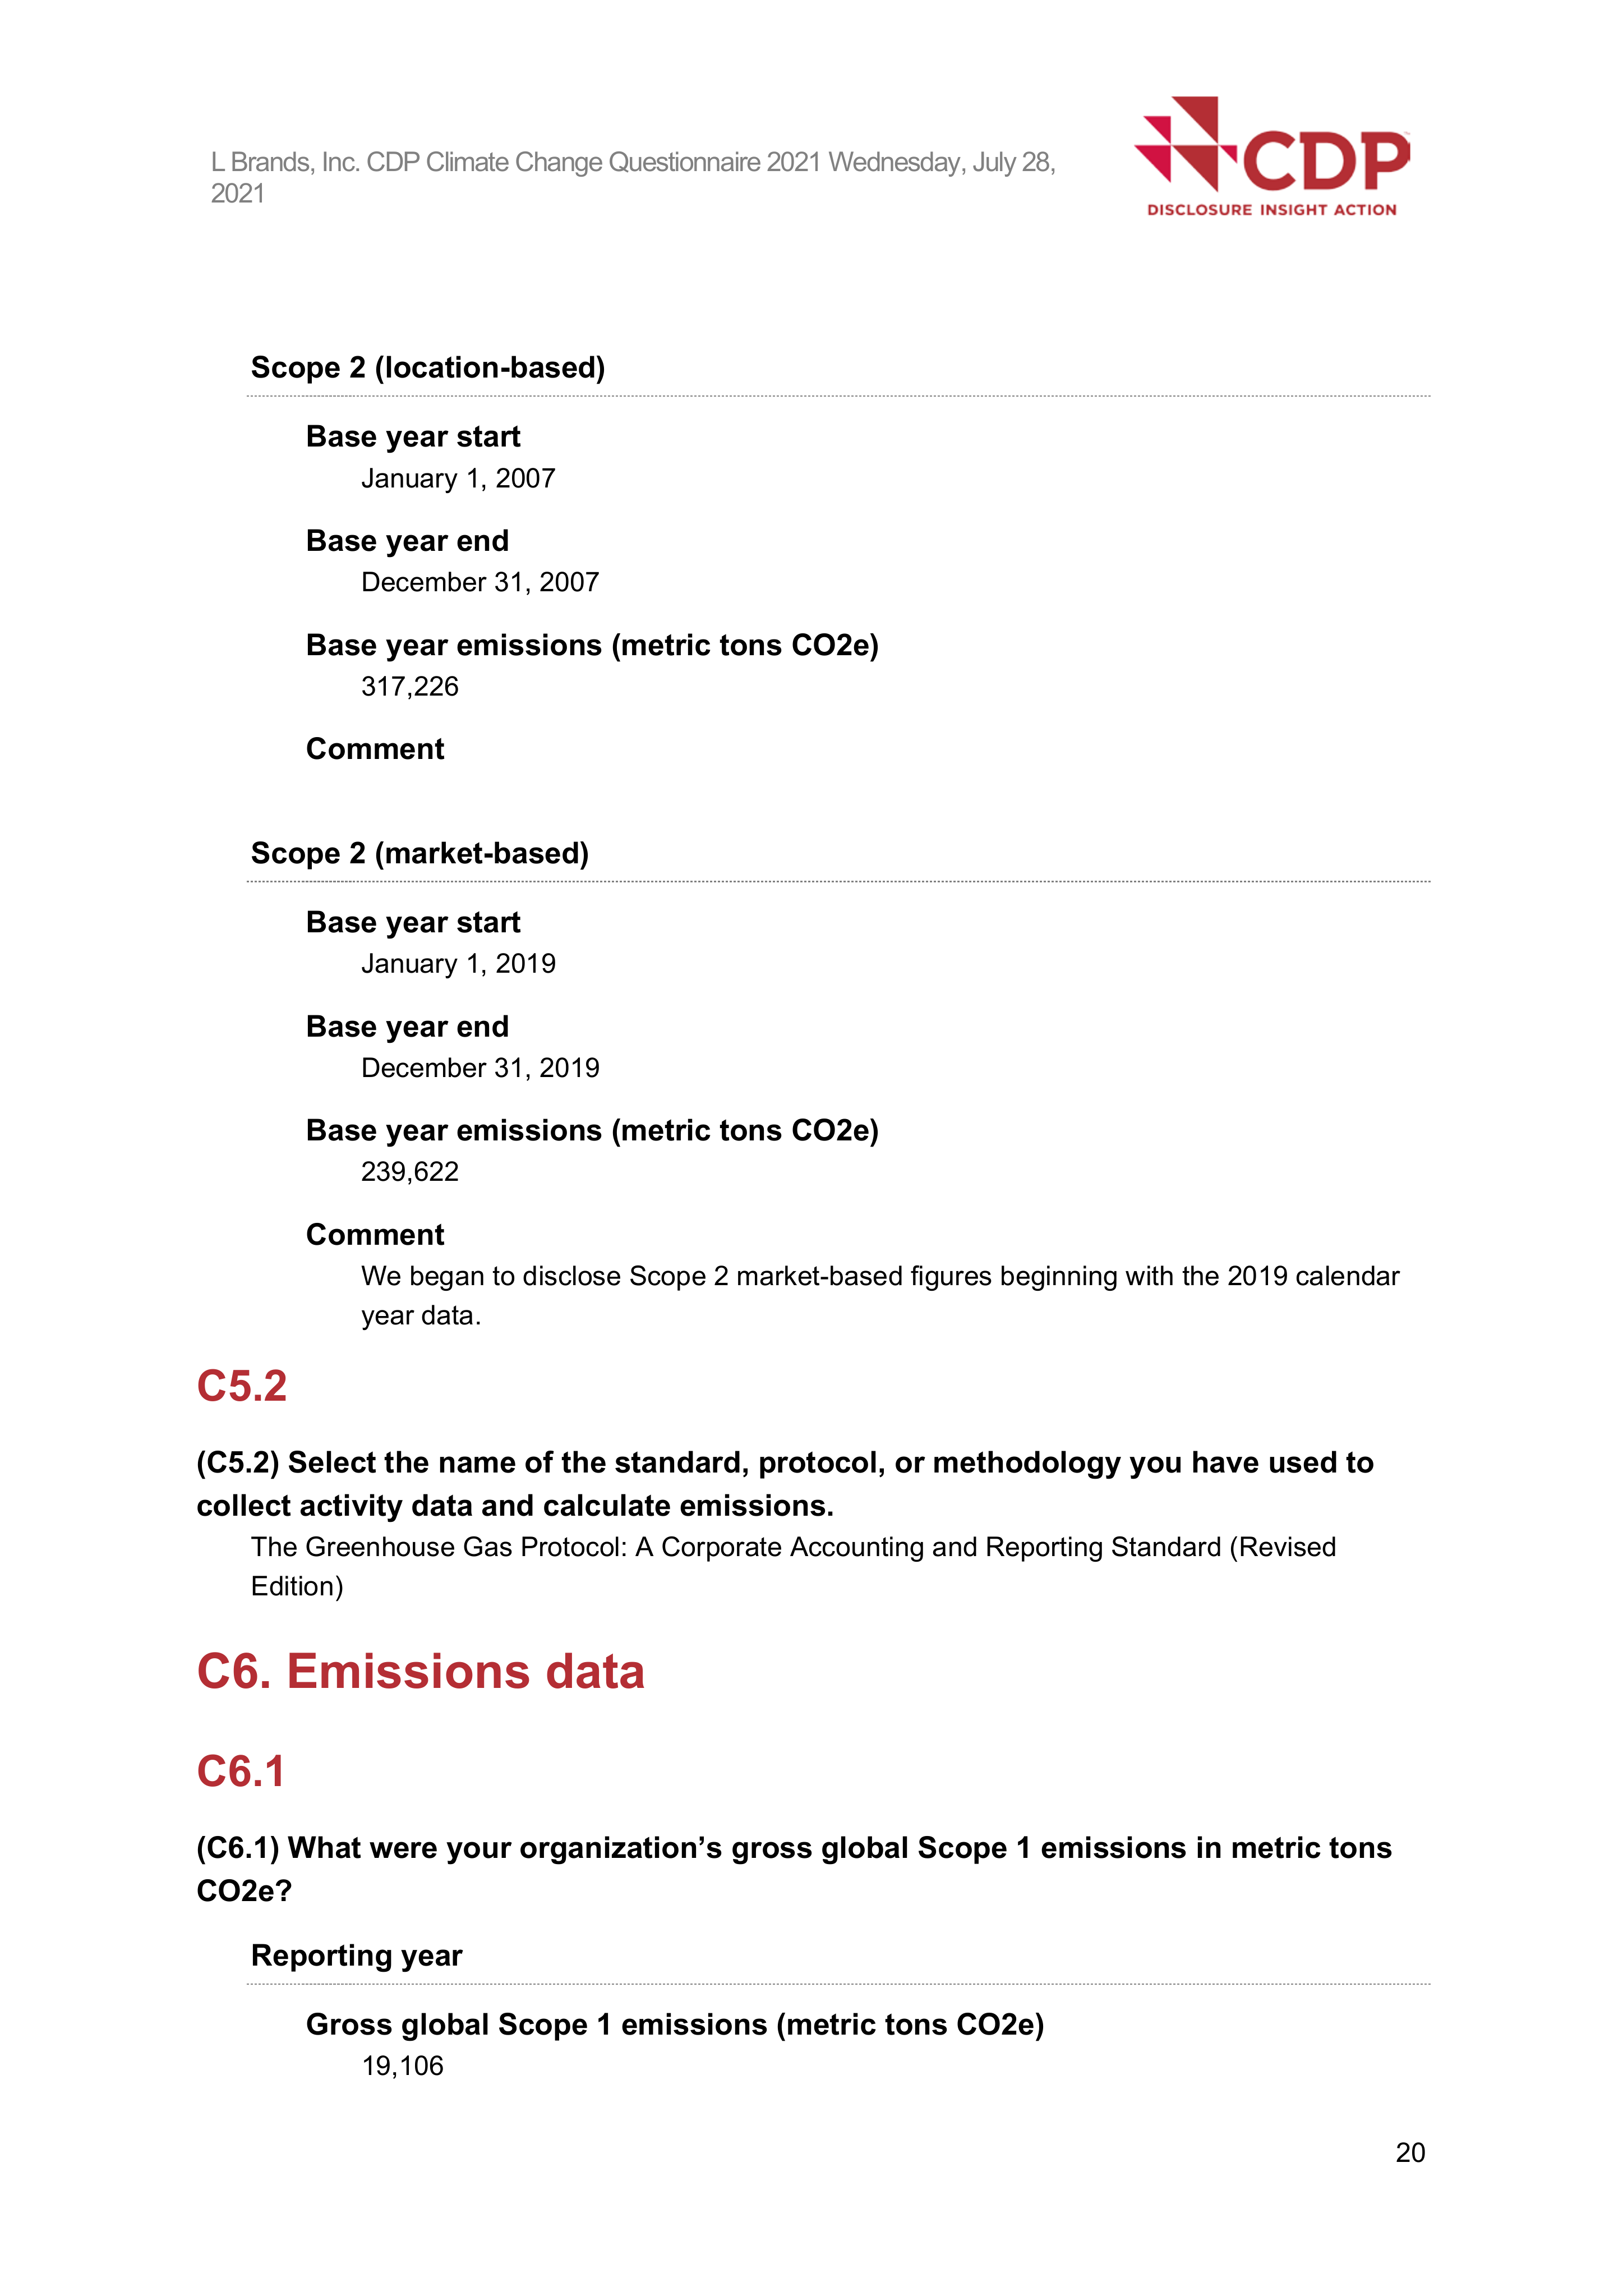 L Brands, Inc. CDP Climate Change Questionnaire 2021 Wednesday, July 28,
2021
CDP
DISCLOSURE INSIGHT ACTION
Scope 2 (location-based)
Base year start
January 1, 2007
Base year end
December 31, 2007
Base year emissions (metric tons CO2e)
317,226
Comment
Scope 2 (market-based)
Base year start
January 1, 2019
Base year end
December 31, 2019
Base year emissions (metric tons CO2e)
239,622
Comment
We began to disclose Scope 2 market-based figures beginning with the 2019 calendar
year data.
C5.2
(C5.2) Select the name of the standard, protocol, or methodology you have used to
collect activity data and calculate emissions.
The Greenhouse Gas Protocol: A Corporate Accounting and Reporting Standard (Revised
Edition)
C6. Emissions data
C6.1
(C6.1) What were your organization’s gross global Scope 1 emissions in metric tons
CO2e?
Reporting year
Gross global Scope 1 emissions (metric tons CO2e)
19,106
20